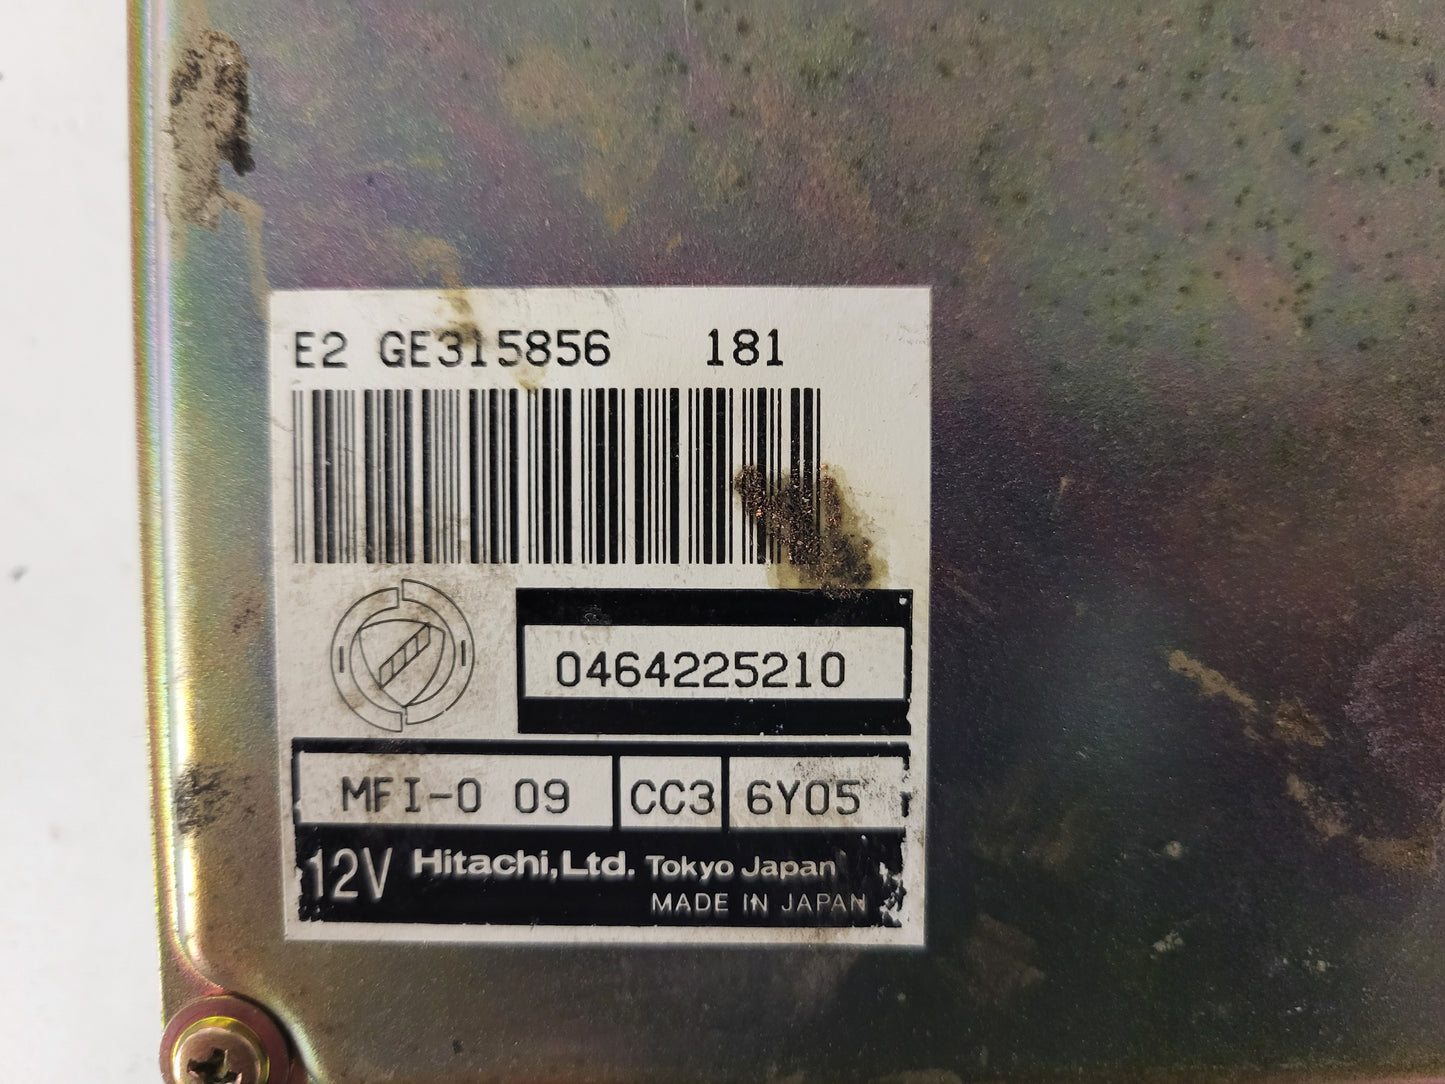 E2 GE315856 181
0464225210
MFI-0 09 CC3 6Y05
12V Hitachi,Ltd. Tokyo Japan
MADE IN JAPAN